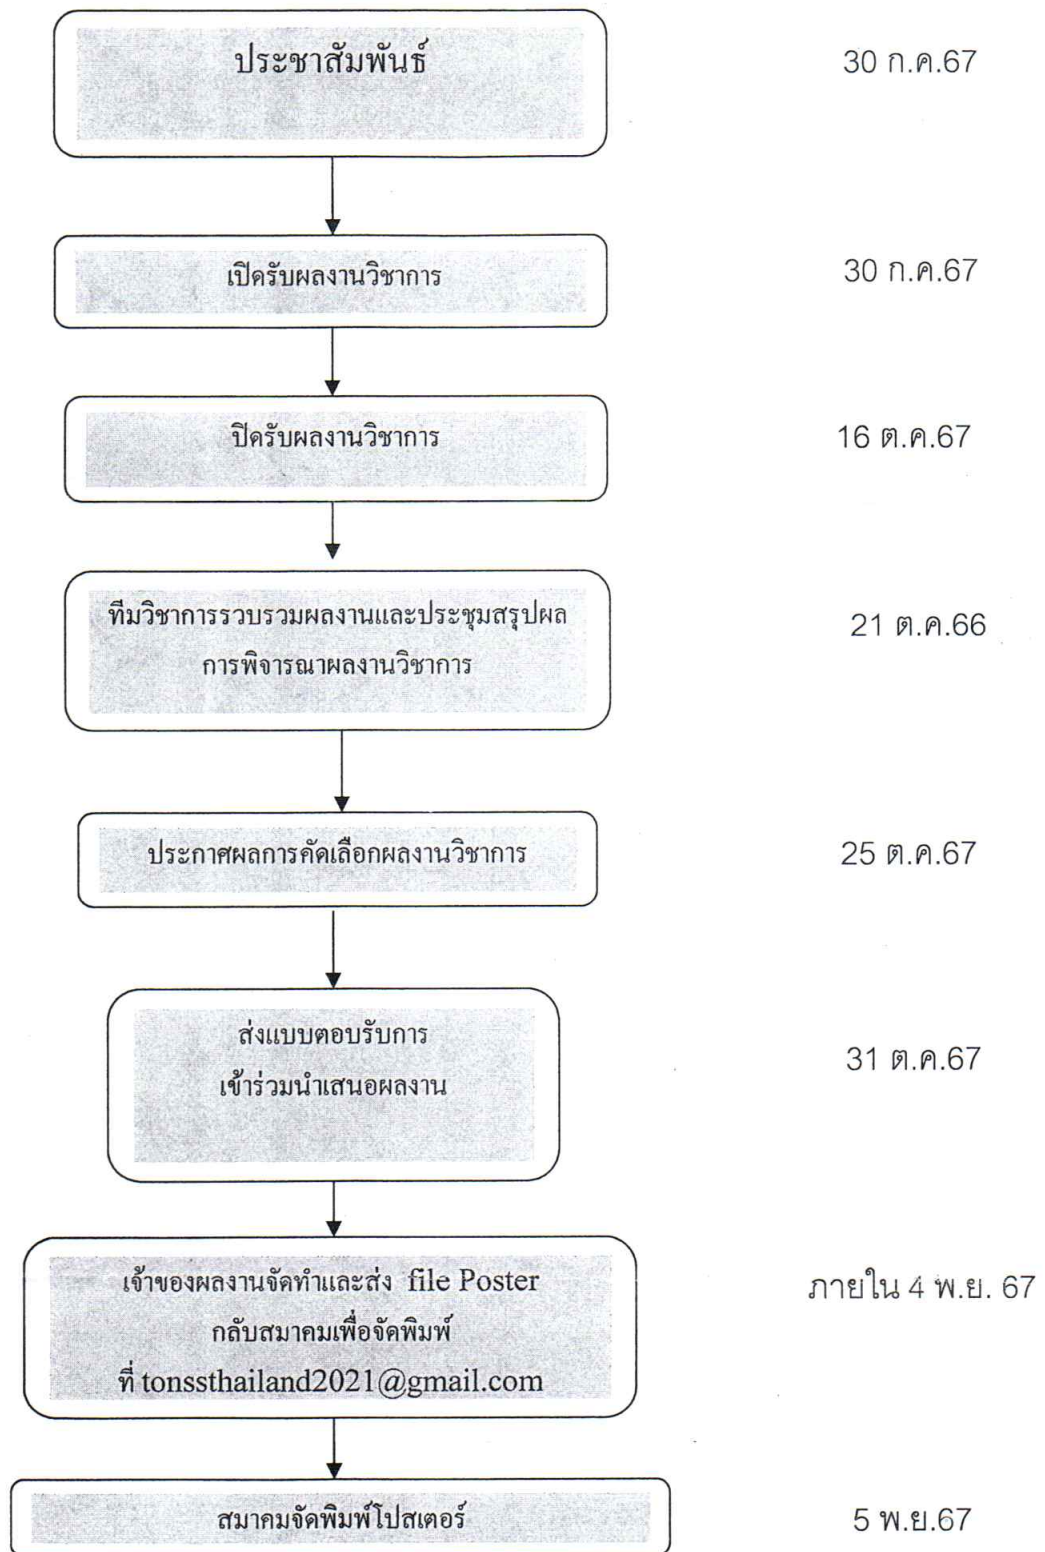 ประชาสัมพันธ์
30 ก.ค.67
เปิดรับผลงานวิชาการ
30 ก.ค.67
ปิดรับผลงานวิชาการ
16 ต.ค.67
ทีมวิชาการรวบรวมผลงานและประชุมสรุปผล
การพิจารณาผลงานวิชาการ
21 ต.ค.66
ประกาศผลการคัดเลือกผลงานวิชาการ
25 ต.ค.67
ส่งแบบตอบรับการ
เข้าร่วมนำเสนอผลงาน
31 ต.ค.67
เจ้าของผลงานจัดทำและส่ง file Poster
กลับสมาคมเพื่อจัดพิมพ์
ที่ tonssthailand2021@gmail.com
ภายใน 4 พ.ย. 67
สมาคมจัดพิมพ์โปสเตอร์
5 พ.ย.67